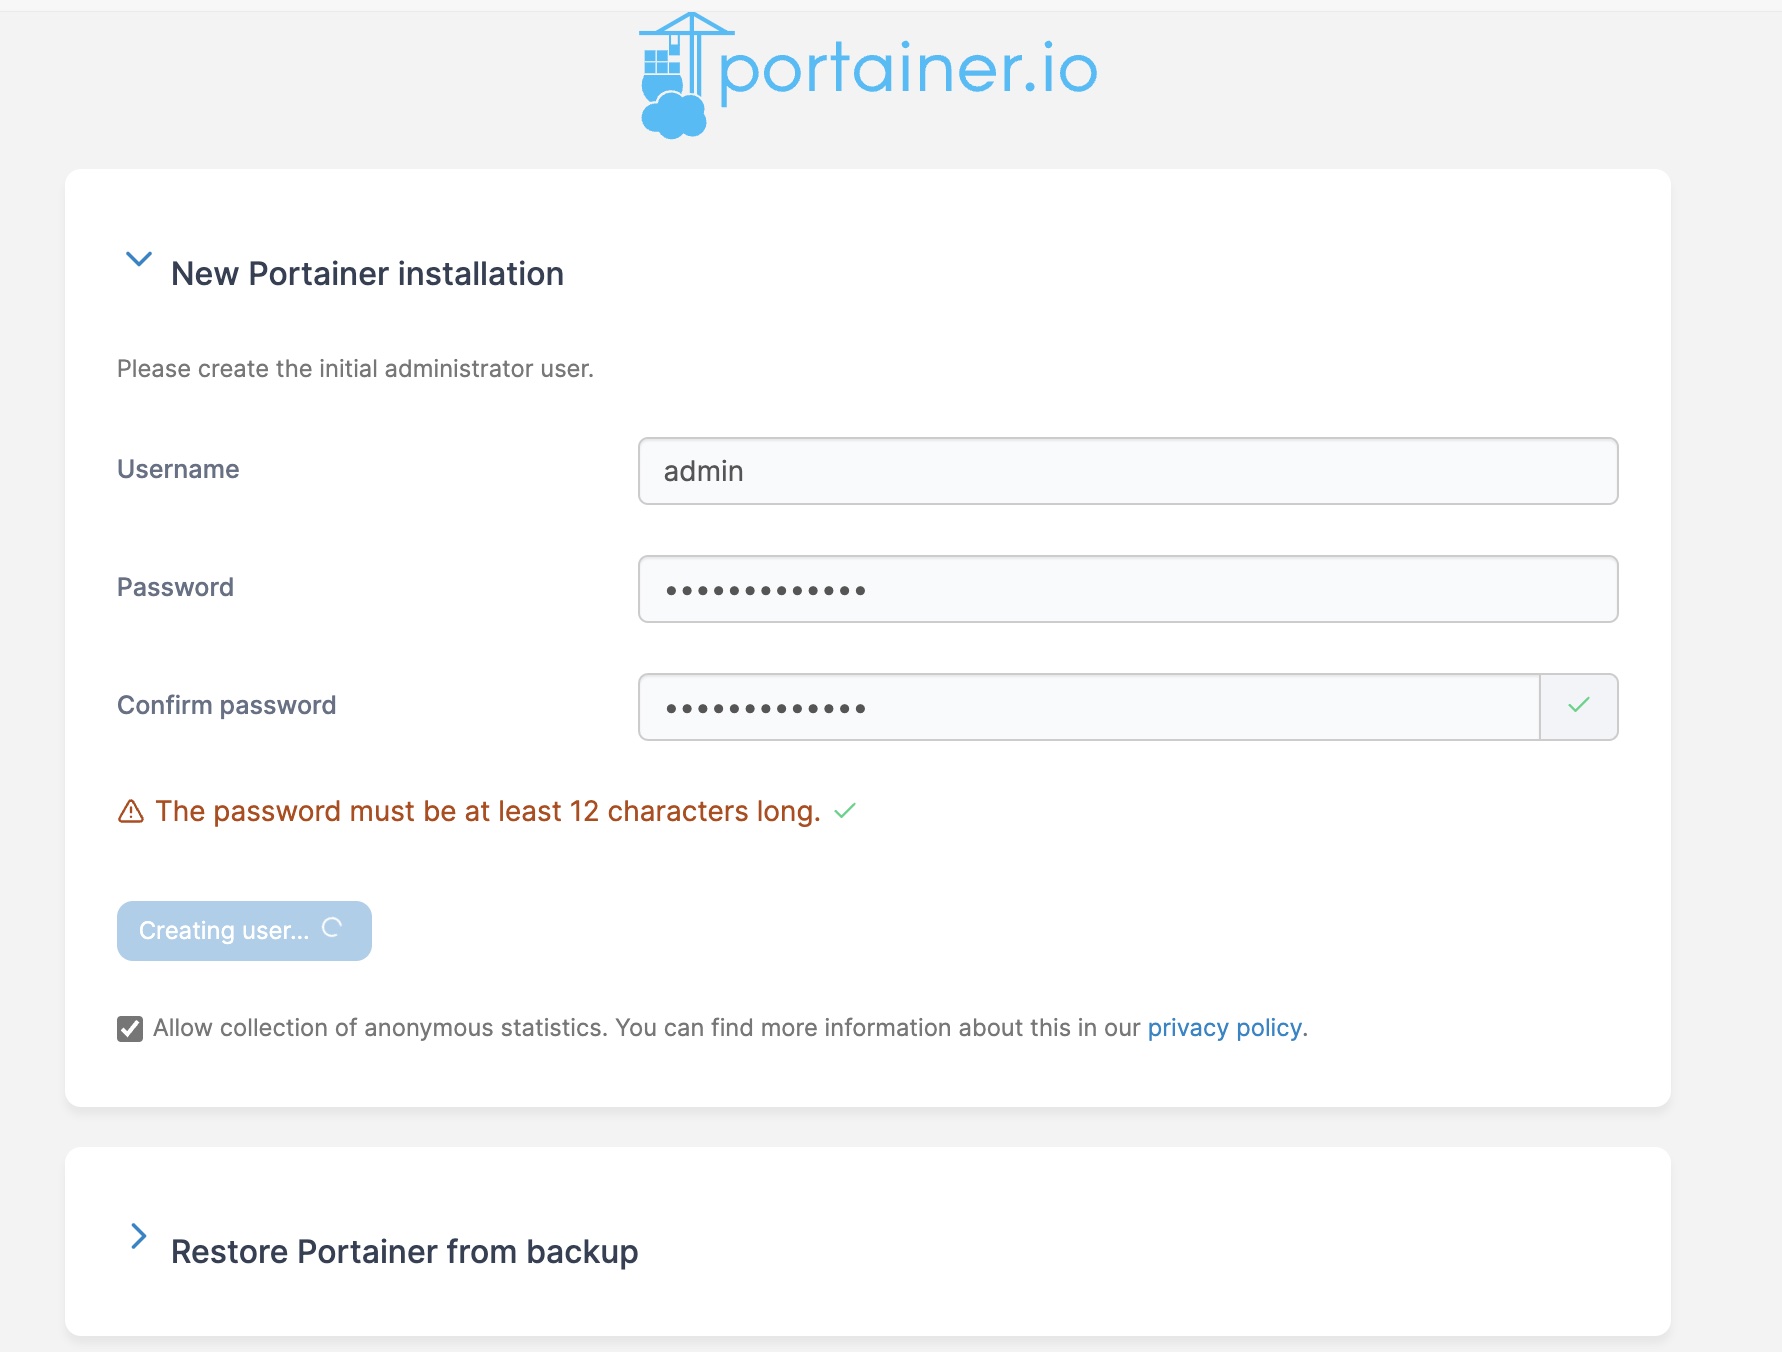 portainer.io
New Portainer installation
Please create the initial administrator user.
Username
admin
Password
•••••••••••••
Confirm password
•••••••••••••
The password must be at least 12 characters long.
Creating user...
Allow collection of anonymous statistics. You can find more information about this in our privacy policy.
Restore Portainer from backup